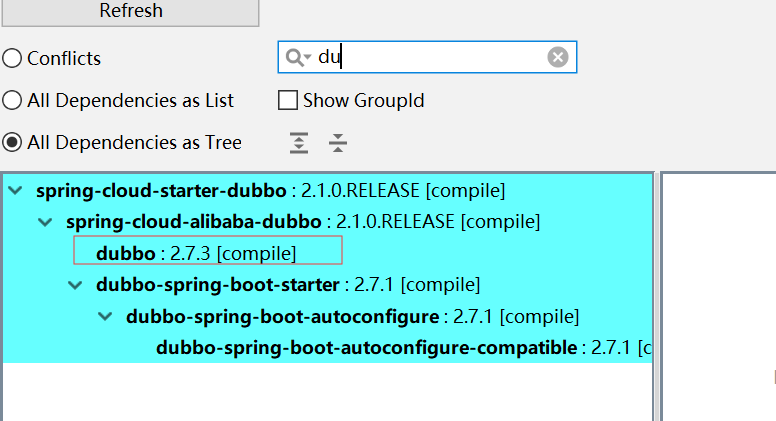 Refresh
Conflicts
du
All Dependencies as List
Show GroupId
All Dependencies as Tree
spring-cloud-starter-dubbo : 2.1.0.RELEASE [compile]
spring-cloud-alibaba-dubbo : 2.1.0.RELEASE [compile]
dubbo : 2.7.3 [compile]
dubbo-spring-boot-starter : 2.7.1 [compile]
dubbo-spring-boot-autoconfigure : 2.7.1 [compile]
dubbo-spring-boot-autoconfigure-compatible : 2.7.1 [c